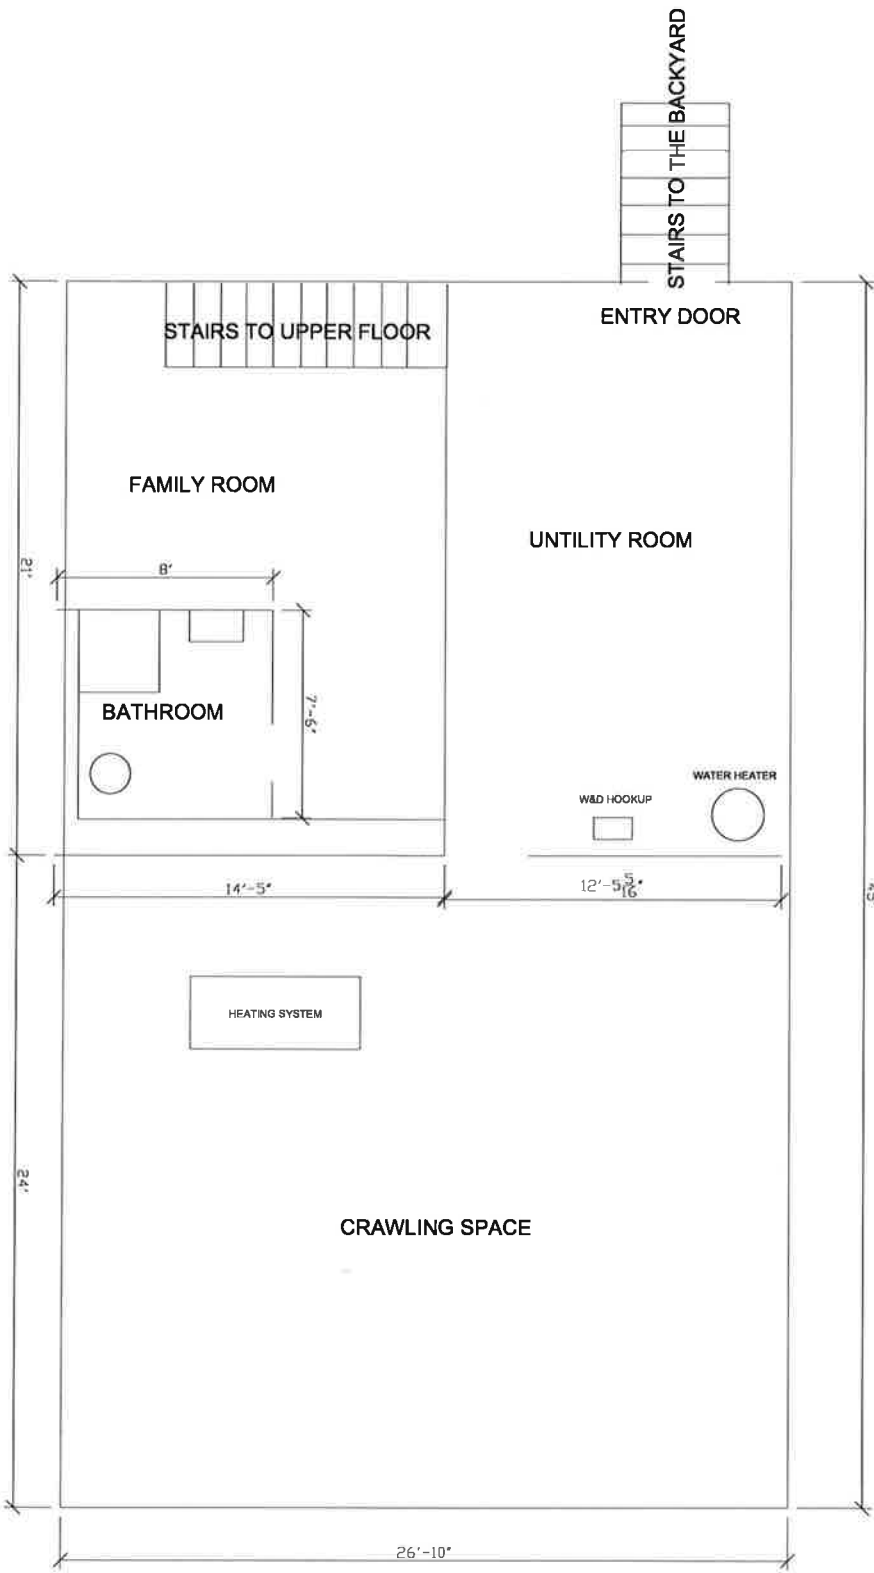 STAIRS TO THE BACKYARD
ENTRY DOOR
STAIRS TO UPPER FLOOR
FAMILY ROOM
UNTILITY ROOM
21'
8'
7'-6"
BATHROOM
WATER HEATER
W&D HOOKUP
14'-5"
12'-5 5/16"
HEATING SYSTEM
24'
CRAWLING SPACE
26'-10"